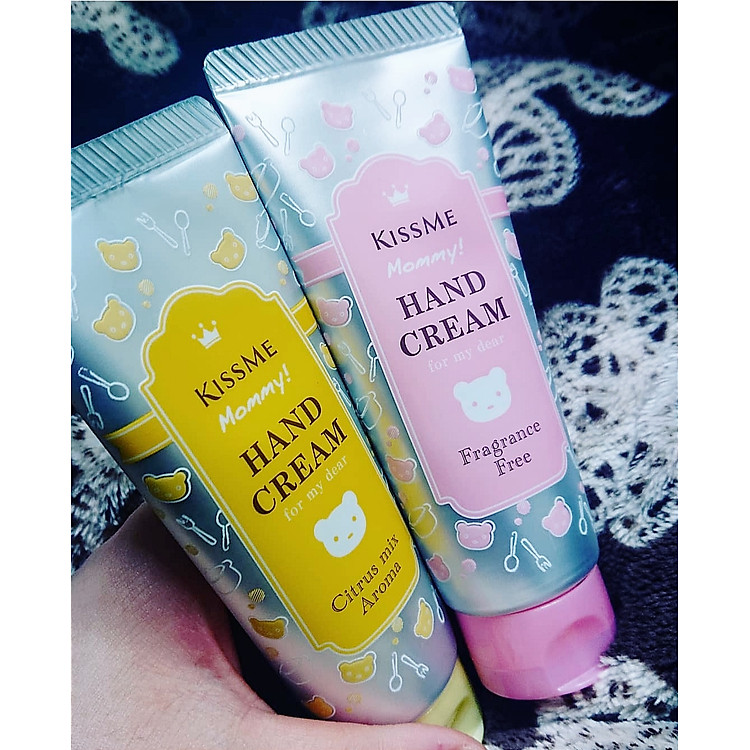 KISSME
Mommy!
HAND
CREAM
for my dear
Citrus mix
Aroma
KISSME
Mommy!
HAND
CREAM
for my dear
Fragrance
Free